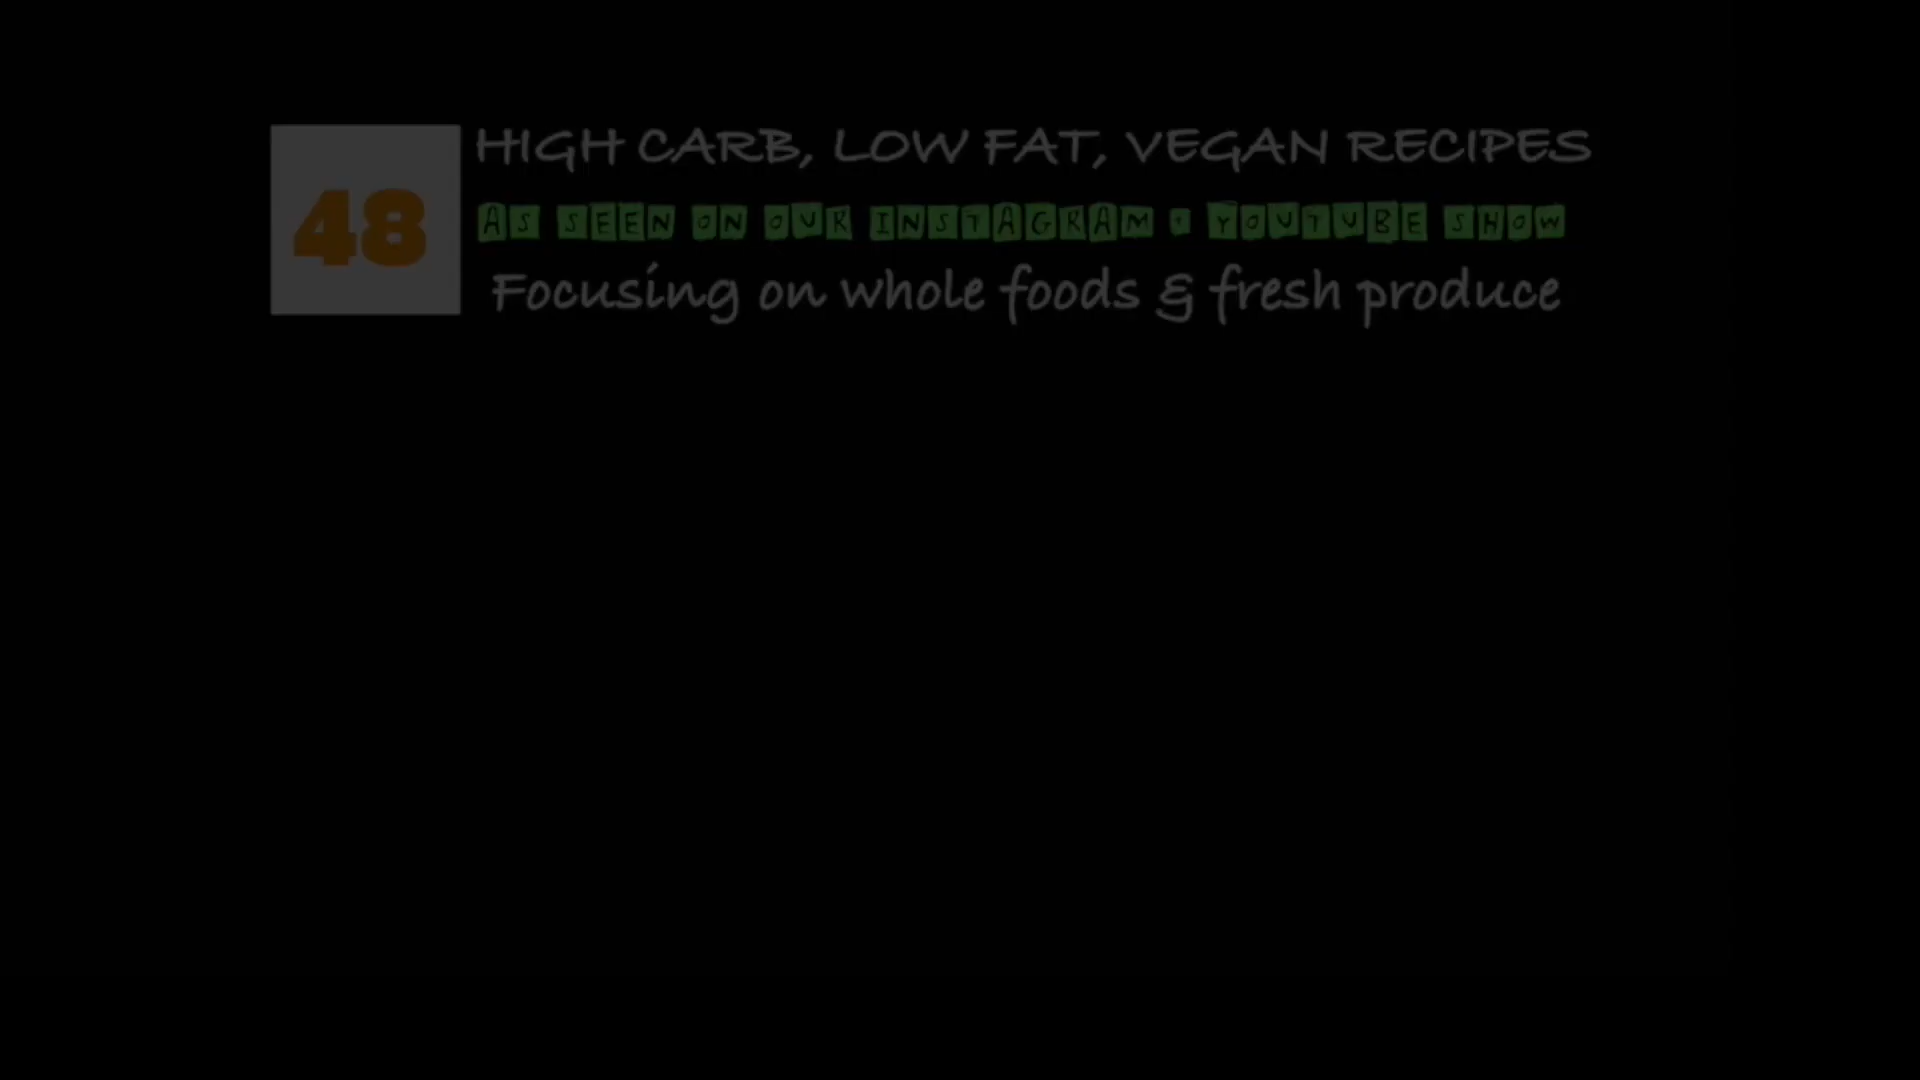 48
HIGH CARB, LOW FAT, VEGAN RECIPES
AS SEEN ON OUR INSTAGRAM + YOUTUBE SHOW
Focusing on whole foods & fresh produce